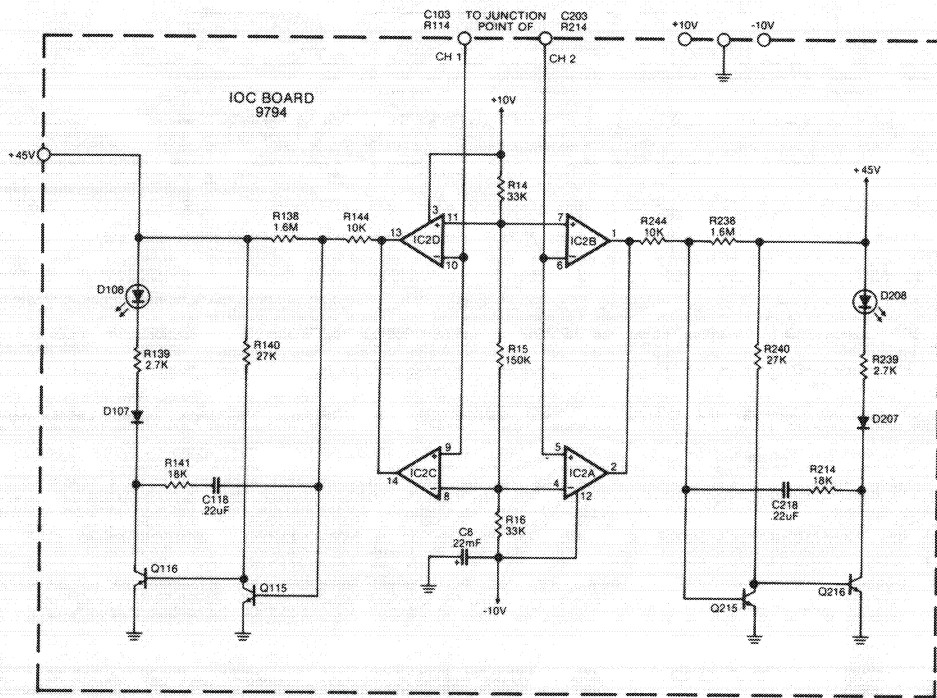 C103 TO JUNCTION C203
R114 POINT OF R214
+10V -10V
CH 1 CH 2
IOC BOARD
9794
+10V
+45V
+45V
R14
33K
R138
1.6M
R144
10K
13
3
11
IC2D
10
7
IC2B
6
1
R244
10K
R238
1.6M
D108
D208
R139
2.7K
R140
27K
R15
150K
R240
27K
R239
2.7K
D107
D207
R141
18K
C118
.22uF
14
9
IC2C
8
5
IC2A
4
12
2
R214
18K
C218
.22uF
R16
33K
C8
22mF
+
-10V
Q116
Q115
Q215
Q216